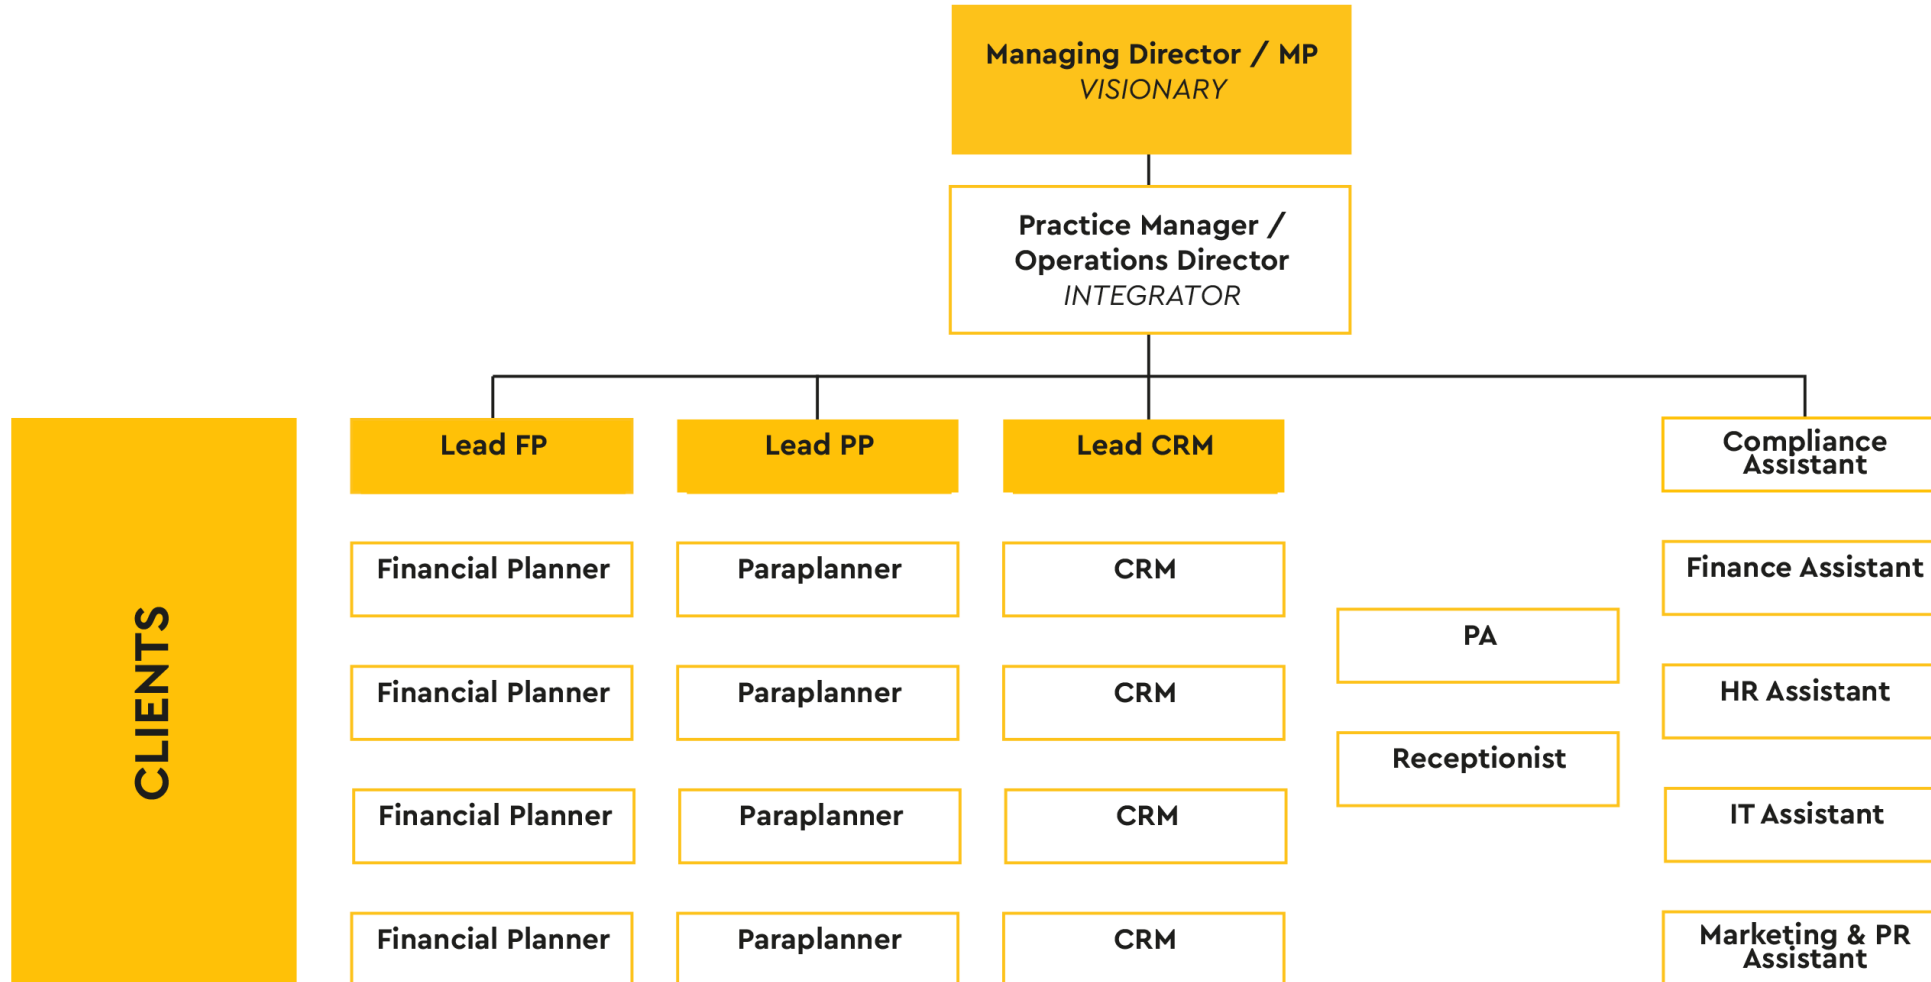 Managing Director / MP
VISIONARY
Practice Manager /
Operations Director
INTEGRATOR
CLIENTS
Lead FP
Financial Planner
Financial Planner
Financial Planner
Financial Planner
Lead PP
Paraplanner
Paraplanner
Paraplanner
Paraplanner
Lead CRM
CRM
CRM
CRM
CRM
PA
Receptionist
Compliance
Assistant
Finance Assistant
HR Assistant
IT Assistant
Marketing & PR
Assistant